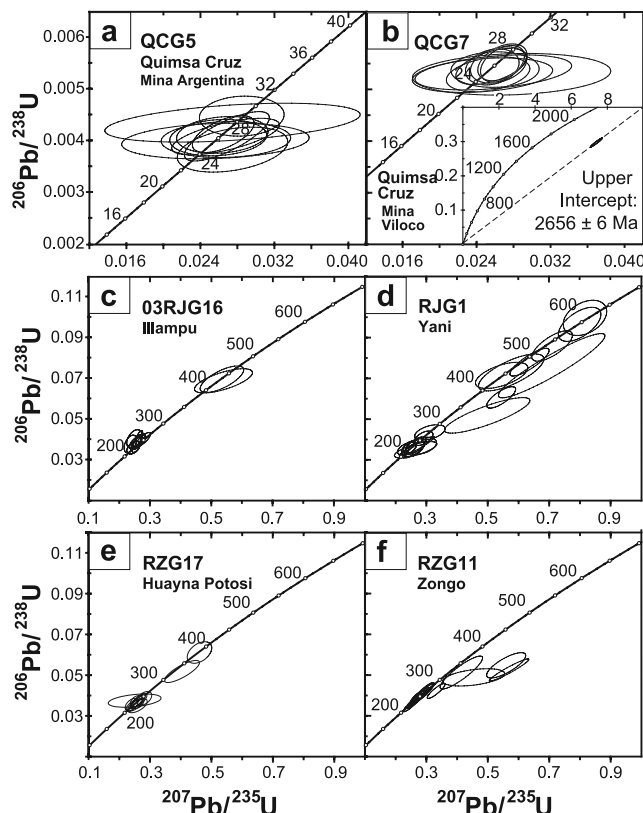 0.006
0.005
0.004
0.003
0.002
206Pb/238U
a
QCG5
Quimsa Cruz
Mina Argentina
16
20
24
28
32
36
40
0.016
0.024
0.032
0.040
b
QCG7
16
20
24
28
32
2
4
6
8
0.3
0.1
800
1200
1600
2000
Quimsa
Cruz
Mina
Viloco
Upper
Intercept:
2656 ± 6 Ma
0.016
0.024
0.032
0.040
0.11
0.09
0.07
0.05
0.03
206Pb/238U
c
03RJG16
Illampu
200
300
400
500
600
0.1
0.3
0.5
0.7
0.9
d
RJG1
Yani
200
300
400
500
600
0.3
0.5
0.7
0.9
0.11
0.09
0.07
0.05
0.03
206Pb/238U
e
RZG17
Huayna Potosi
200
300
400
500
600
0.1
0.3
0.5
0.7
0.9
207Pb/235U
f
RZG11
Zongo
200
300
400
500
600
0.3
0.5
0.7
0.9
207Pb/235U